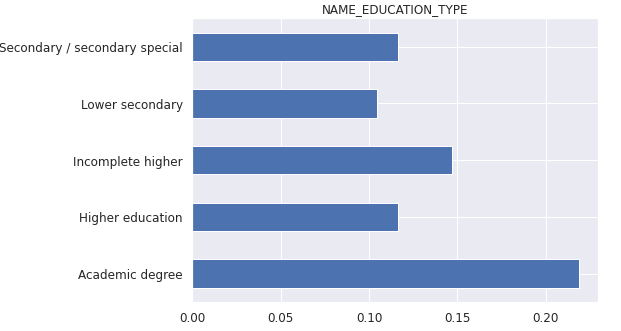 NAME_EDUCATION_TYPE
Secondary / secondary special
Lower secondary
Incomplete higher
Higher education
Academic degree
0.00 0.05 0.10 0.15 0.20